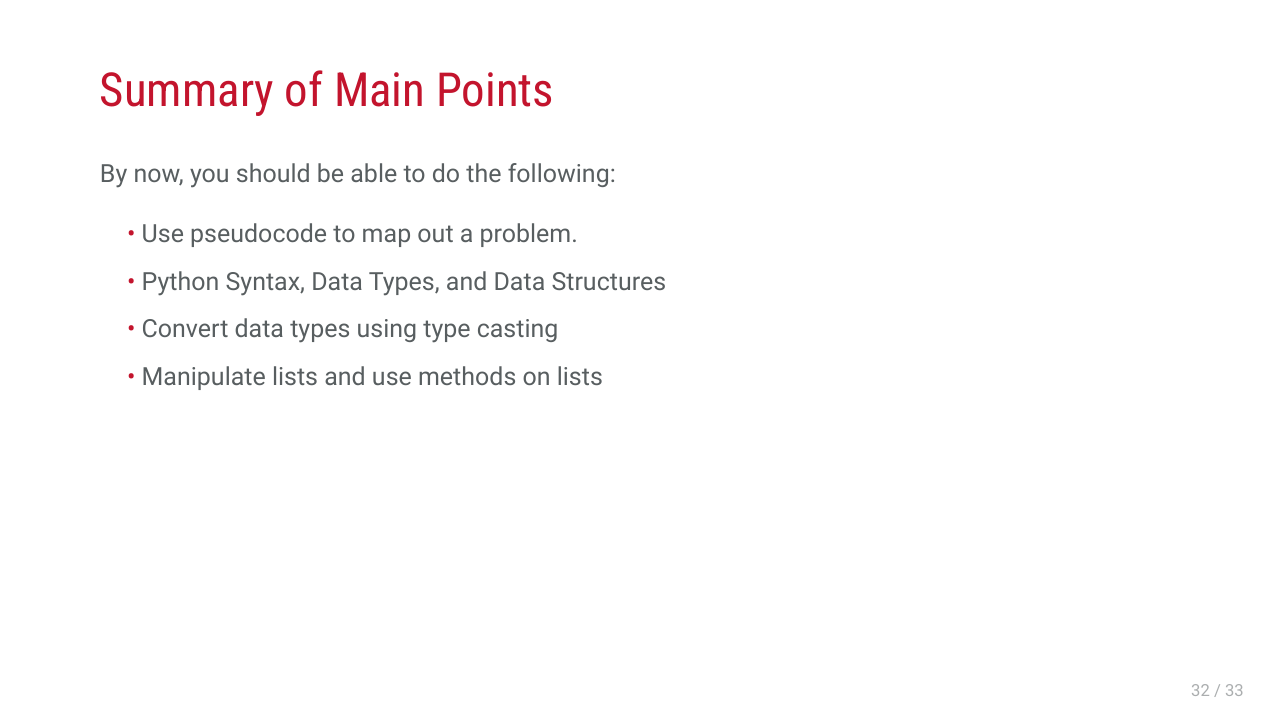 Summary of Main Points
By now, you should be able to do the following:
• Use pseudocode to map out a problem.
• Python Syntax, Data Types, and Data Structures
• Convert data types using type casting
• Manipulate lists and use methods on lists
32 / 33